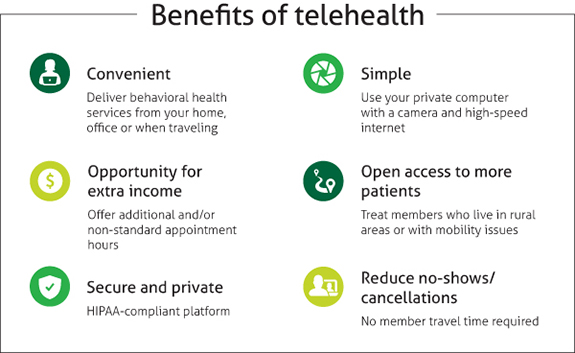 Benefits of telehealth
Convenient
Deliver behavioral health
services from your home,
office or when traveling
Simple
Use your private computer
with a camera and high-speed
internet
Opportunity for
extra income
Offer additional and/or
non-standard appointment
hours
Open access to more
patients
Treat members who live in rural
areas or with mobility issues
Secure and private
HIPAA-compliant platform
Reduce no-shows/
cancellations
No member travel time required